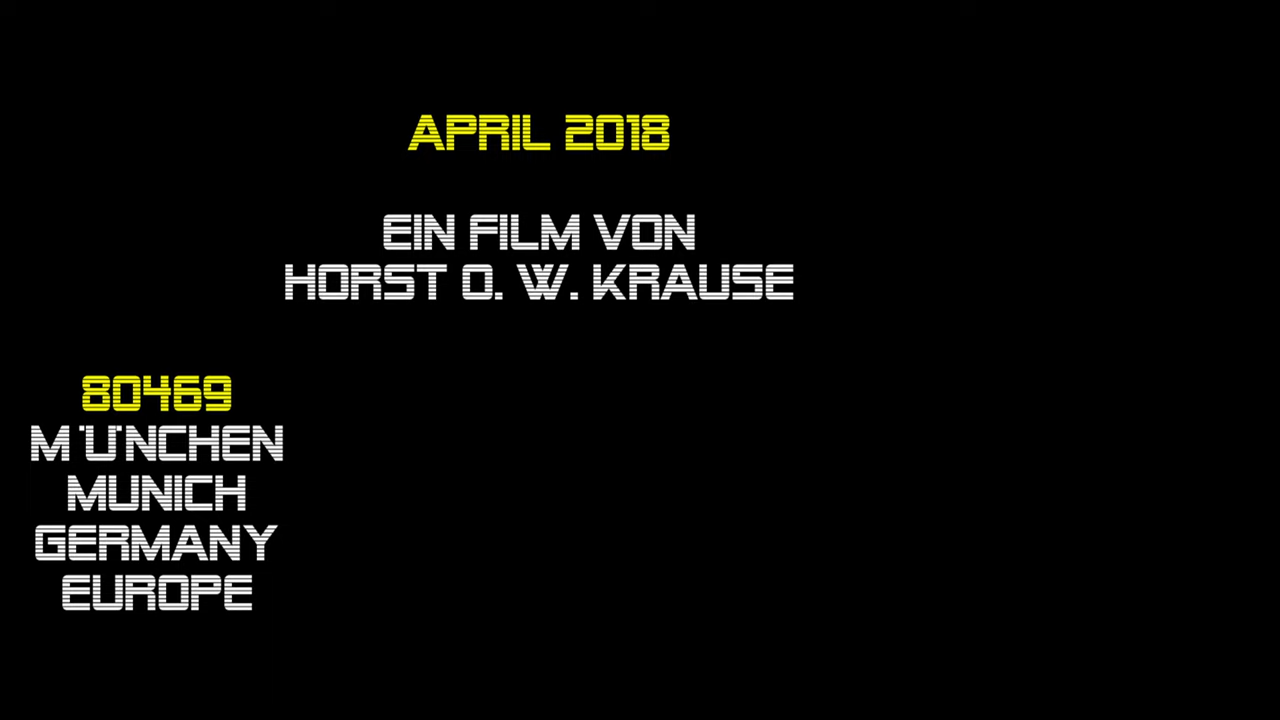 APRIL 2018
EIN FILM VON
HORST O. W. KRAUSE
80469
MÜNCHEN
MUNICH
GERMANY
EUROPE